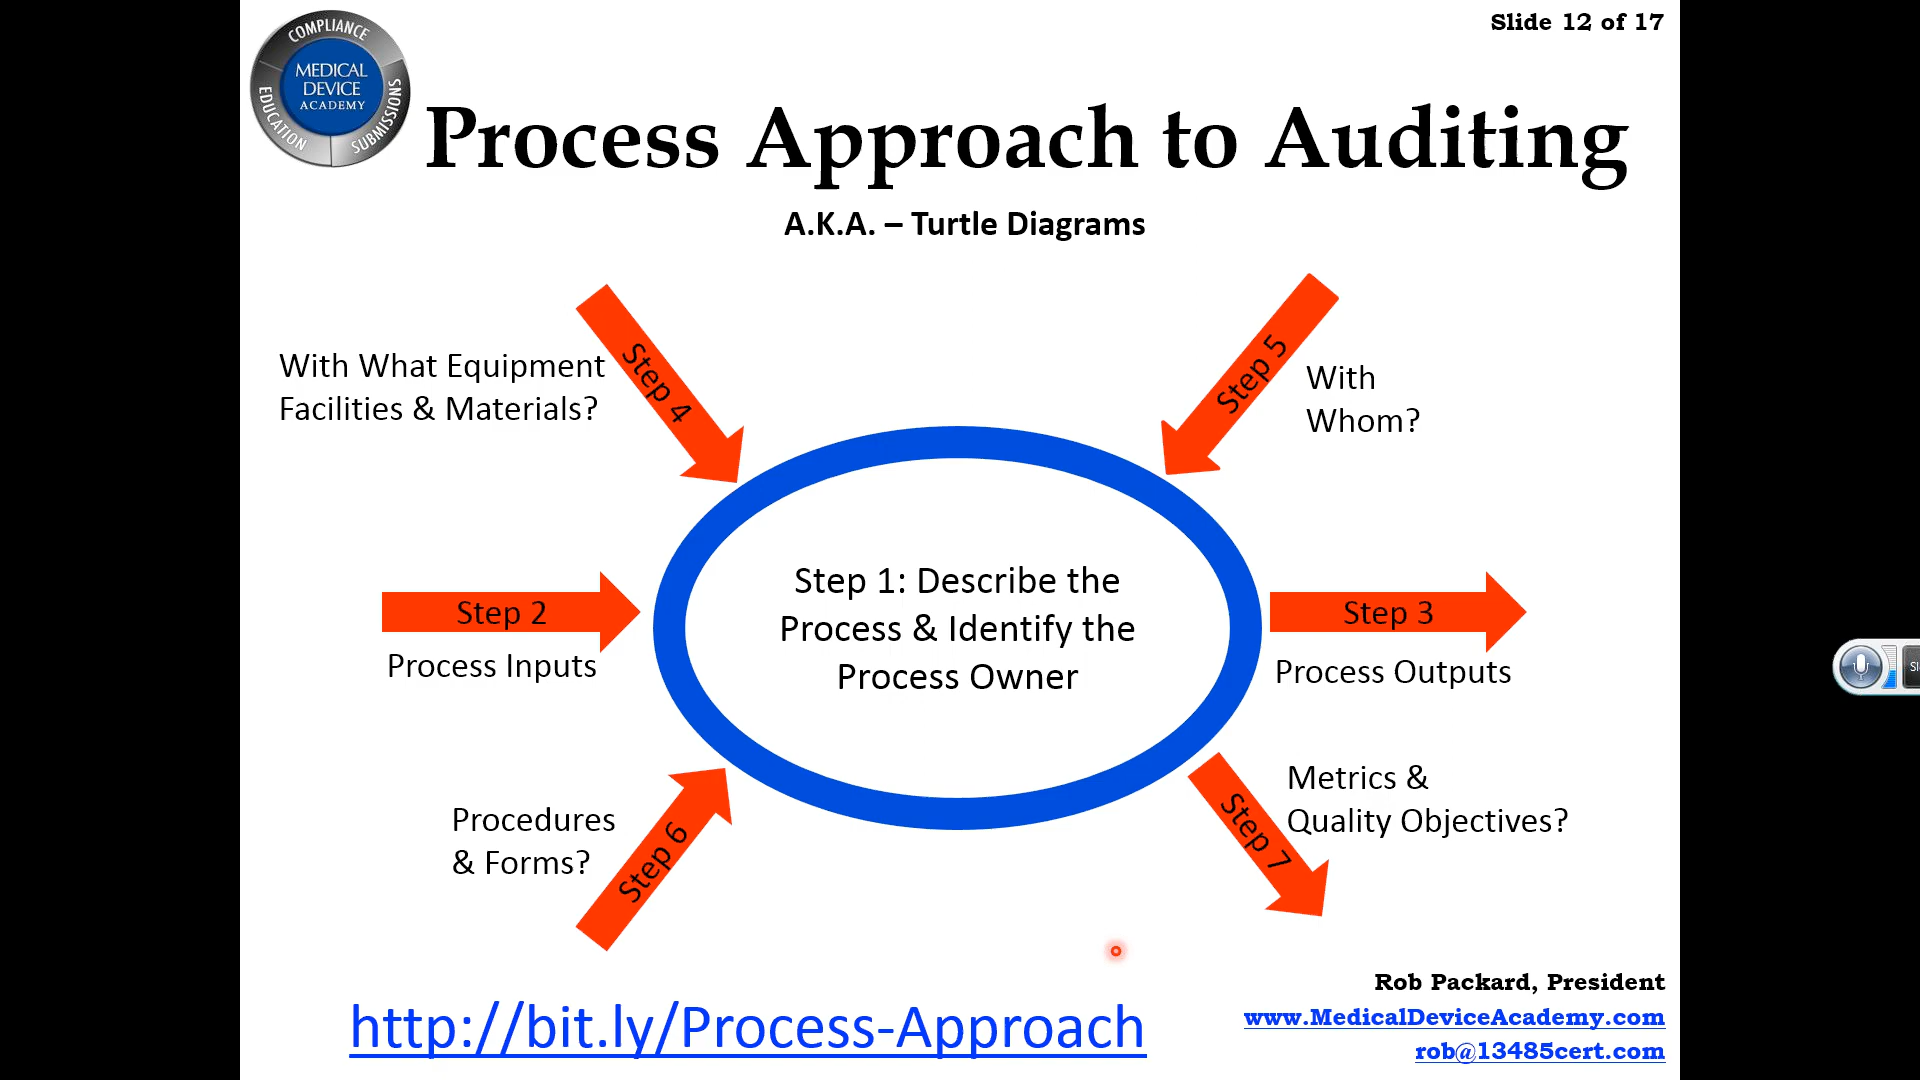 Slide 12 of 17
COMPLIANCE
EDUCATION
SUBMISSIONS
MEDICAL
DEVICE
ACADEMY
Process Approach to Auditing
A.K.A. – Turtle Diagrams
With What Equipment
Facilities & Materials?
Step 4
Step 5
With
Whom?
Step 1: Describe the
Process & Identify the
Process Owner
Step 2
Process Inputs
Step 3
Process Outputs
Procedures
& Forms?
Step 6
Step 7
Metrics &
Quality Objectives?
http://bit.ly/Process-Approach
Rob Packard, President
www.MedicalDeviceAcademy.com
rob@13485cert.com